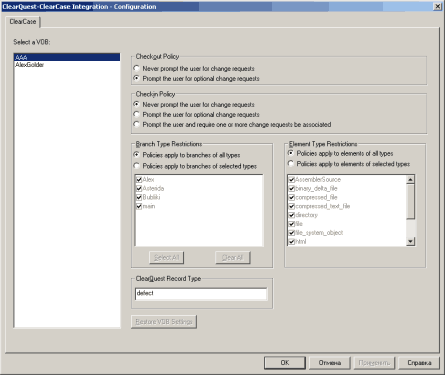 ClearQuest-ClearCase Integration - Configuration
ClearCase
Select a VOB:
AAA
AlexGolder
Checkout Policy
Never prompt the user for change requests
Prompt the user for optional change requests
Checkin Policy
Never prompt the user for change requests
Prompt the user for optional change requests
Prompt the user and require one or more change requests be associated
Branch Type Restrictions
Policies apply to branches of all types
Policies apply to branches of selected types
Alex
Asterida
Bubliki
main
Select All
Clear All
Element Type Restrictions
Policies apply to elements of all types
Policies apply to elements of selected types
AssemblerSource
binary_delta_file
compressed_file
compressed_text_file
directory
file
file_system_object
html
ClearQuest Record Type
defect
Restore VOB Settings
OK
Отмена
Применить
Справка